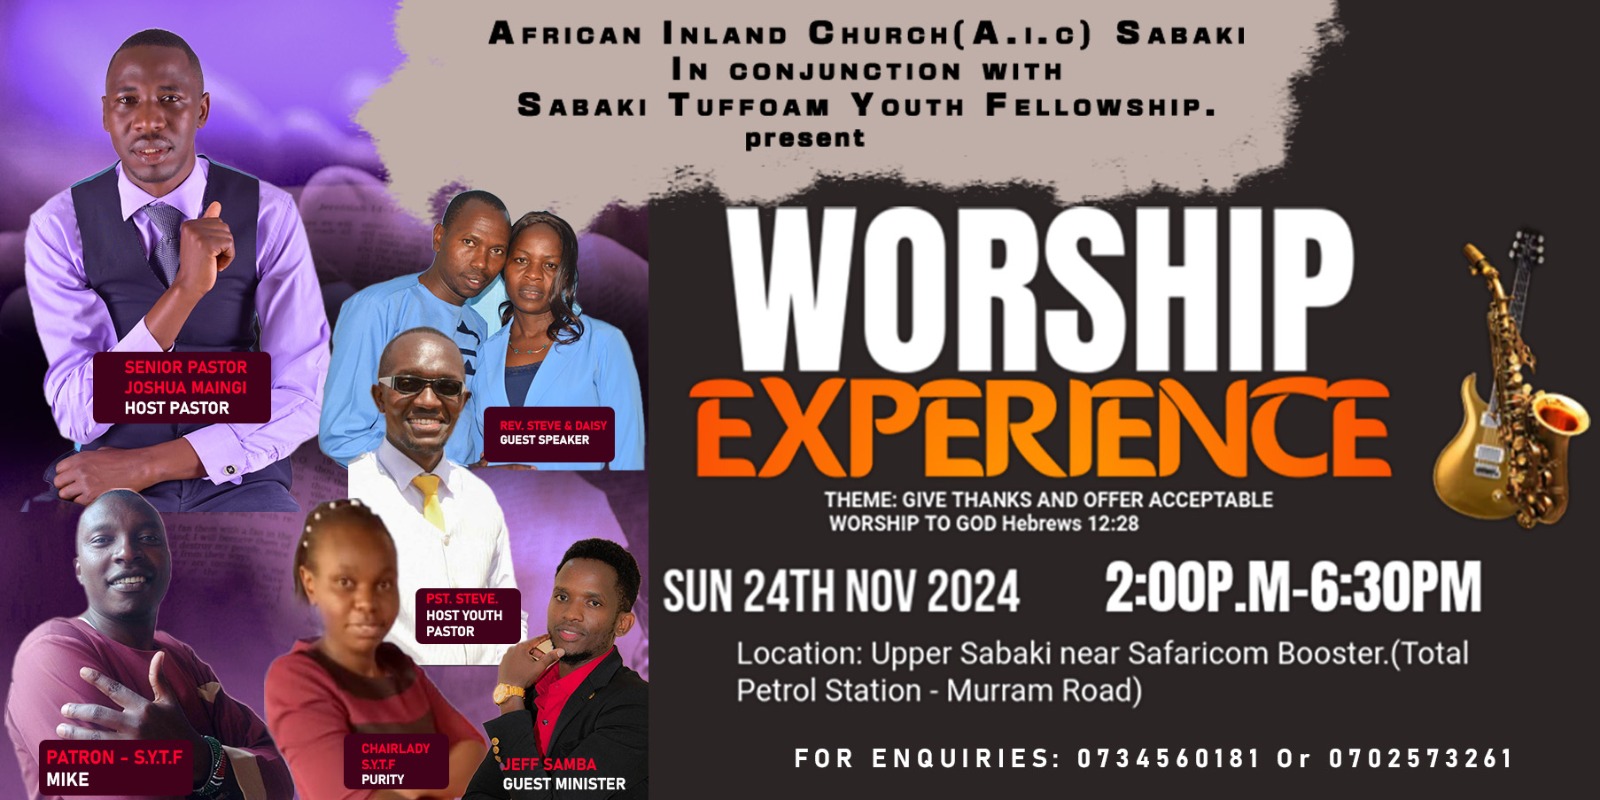 AFRICAN INLAND CHURCH(A.I.C) SABAKI
IN CONJUNCTION WITH
SABAKI TUFFOAM YOUTH FELLOWSHIP.
present
WORSHIP
EXPERIENCE
THEME: GIVE THANKS AND OFFER ACCEPTABLE
WORSHIP TO GOD Hebrews 12:28
SUN 24TH NOV 2024
2:00P.M-6:30PM
Location: Upper Sabaki near Safaricom Booster.(Total
Petrol Station - Murram Road)
FOR ENQUIRIES: 0734560181 Or 0702573261
SENIOR PASTOR
JOSHUA MAINGI
HOST PASTOR
REV. STEVE & DAISY
GUEST SPEAKER
PST. STEVE.
HOST YOUTH
PASTOR
PATRON - S.Y.T.F
MIKE
CHAIRLADY
S.Y.T.F
PURITY
JEFF SAMBA
GUEST MINISTER